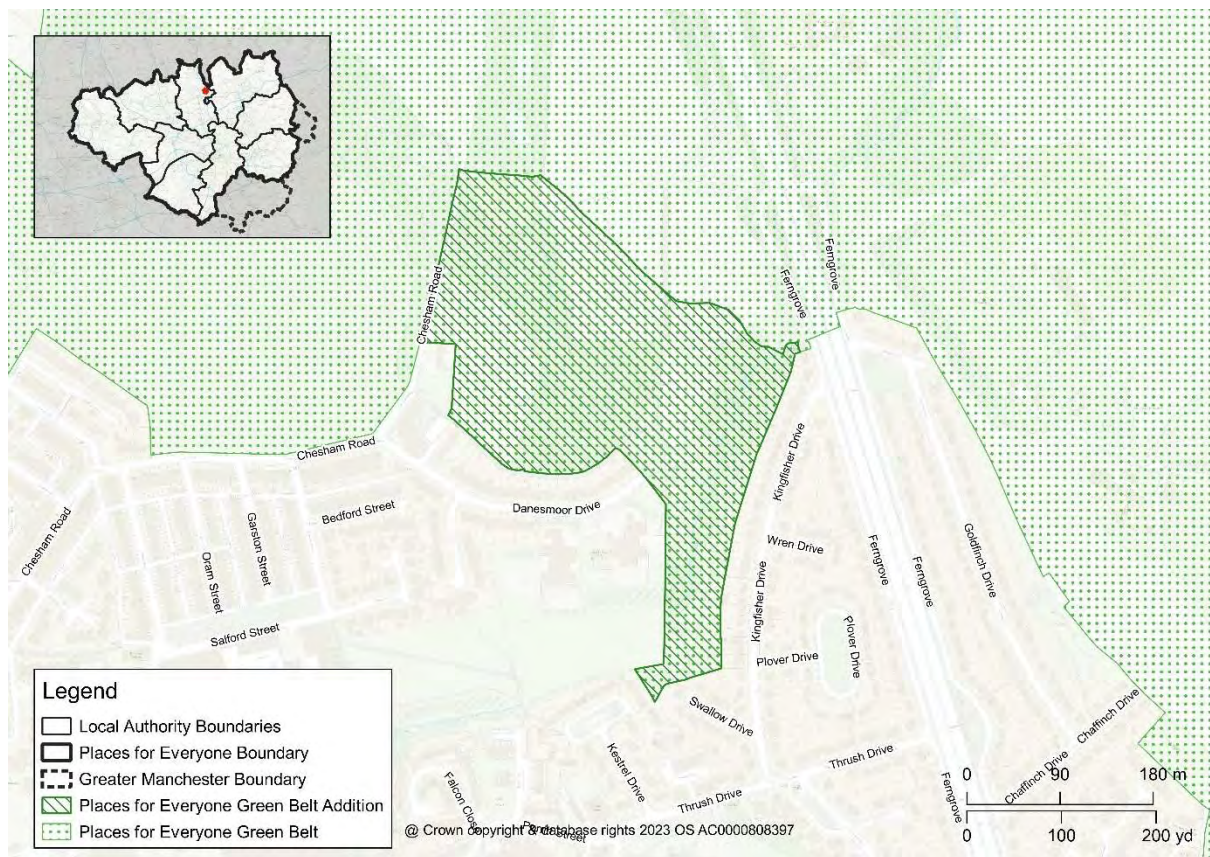 Ferngrove
Ferngrove
Chesham Road
Chesham Road
Chesham Road
Kingfisher Drive
Bedford Street
Danesmoor Drive
Garston Street
Oram Street
Salford Street
Wren Drive
Ferngrove
Ferngrove
Goldfinch Drive
Kingfisher Drive
Plover Drive
Plover Drive
Swallow Drive
Kestrel Drive
Thrush Drive
Thrush Drive
Falcon Close
Chaffinch Drive
Chaffinch Drive
Ferngrove
Legend
Local Authority Boundaries
Places for Everyone Boundary
Greater Manchester Boundary
Places for Everyone Green Belt Addition
Places for Everyone Green Belt
0 90 180 m
0 100 200 yd
@ Crown copyright & database rights 2023 OS AC0000808397